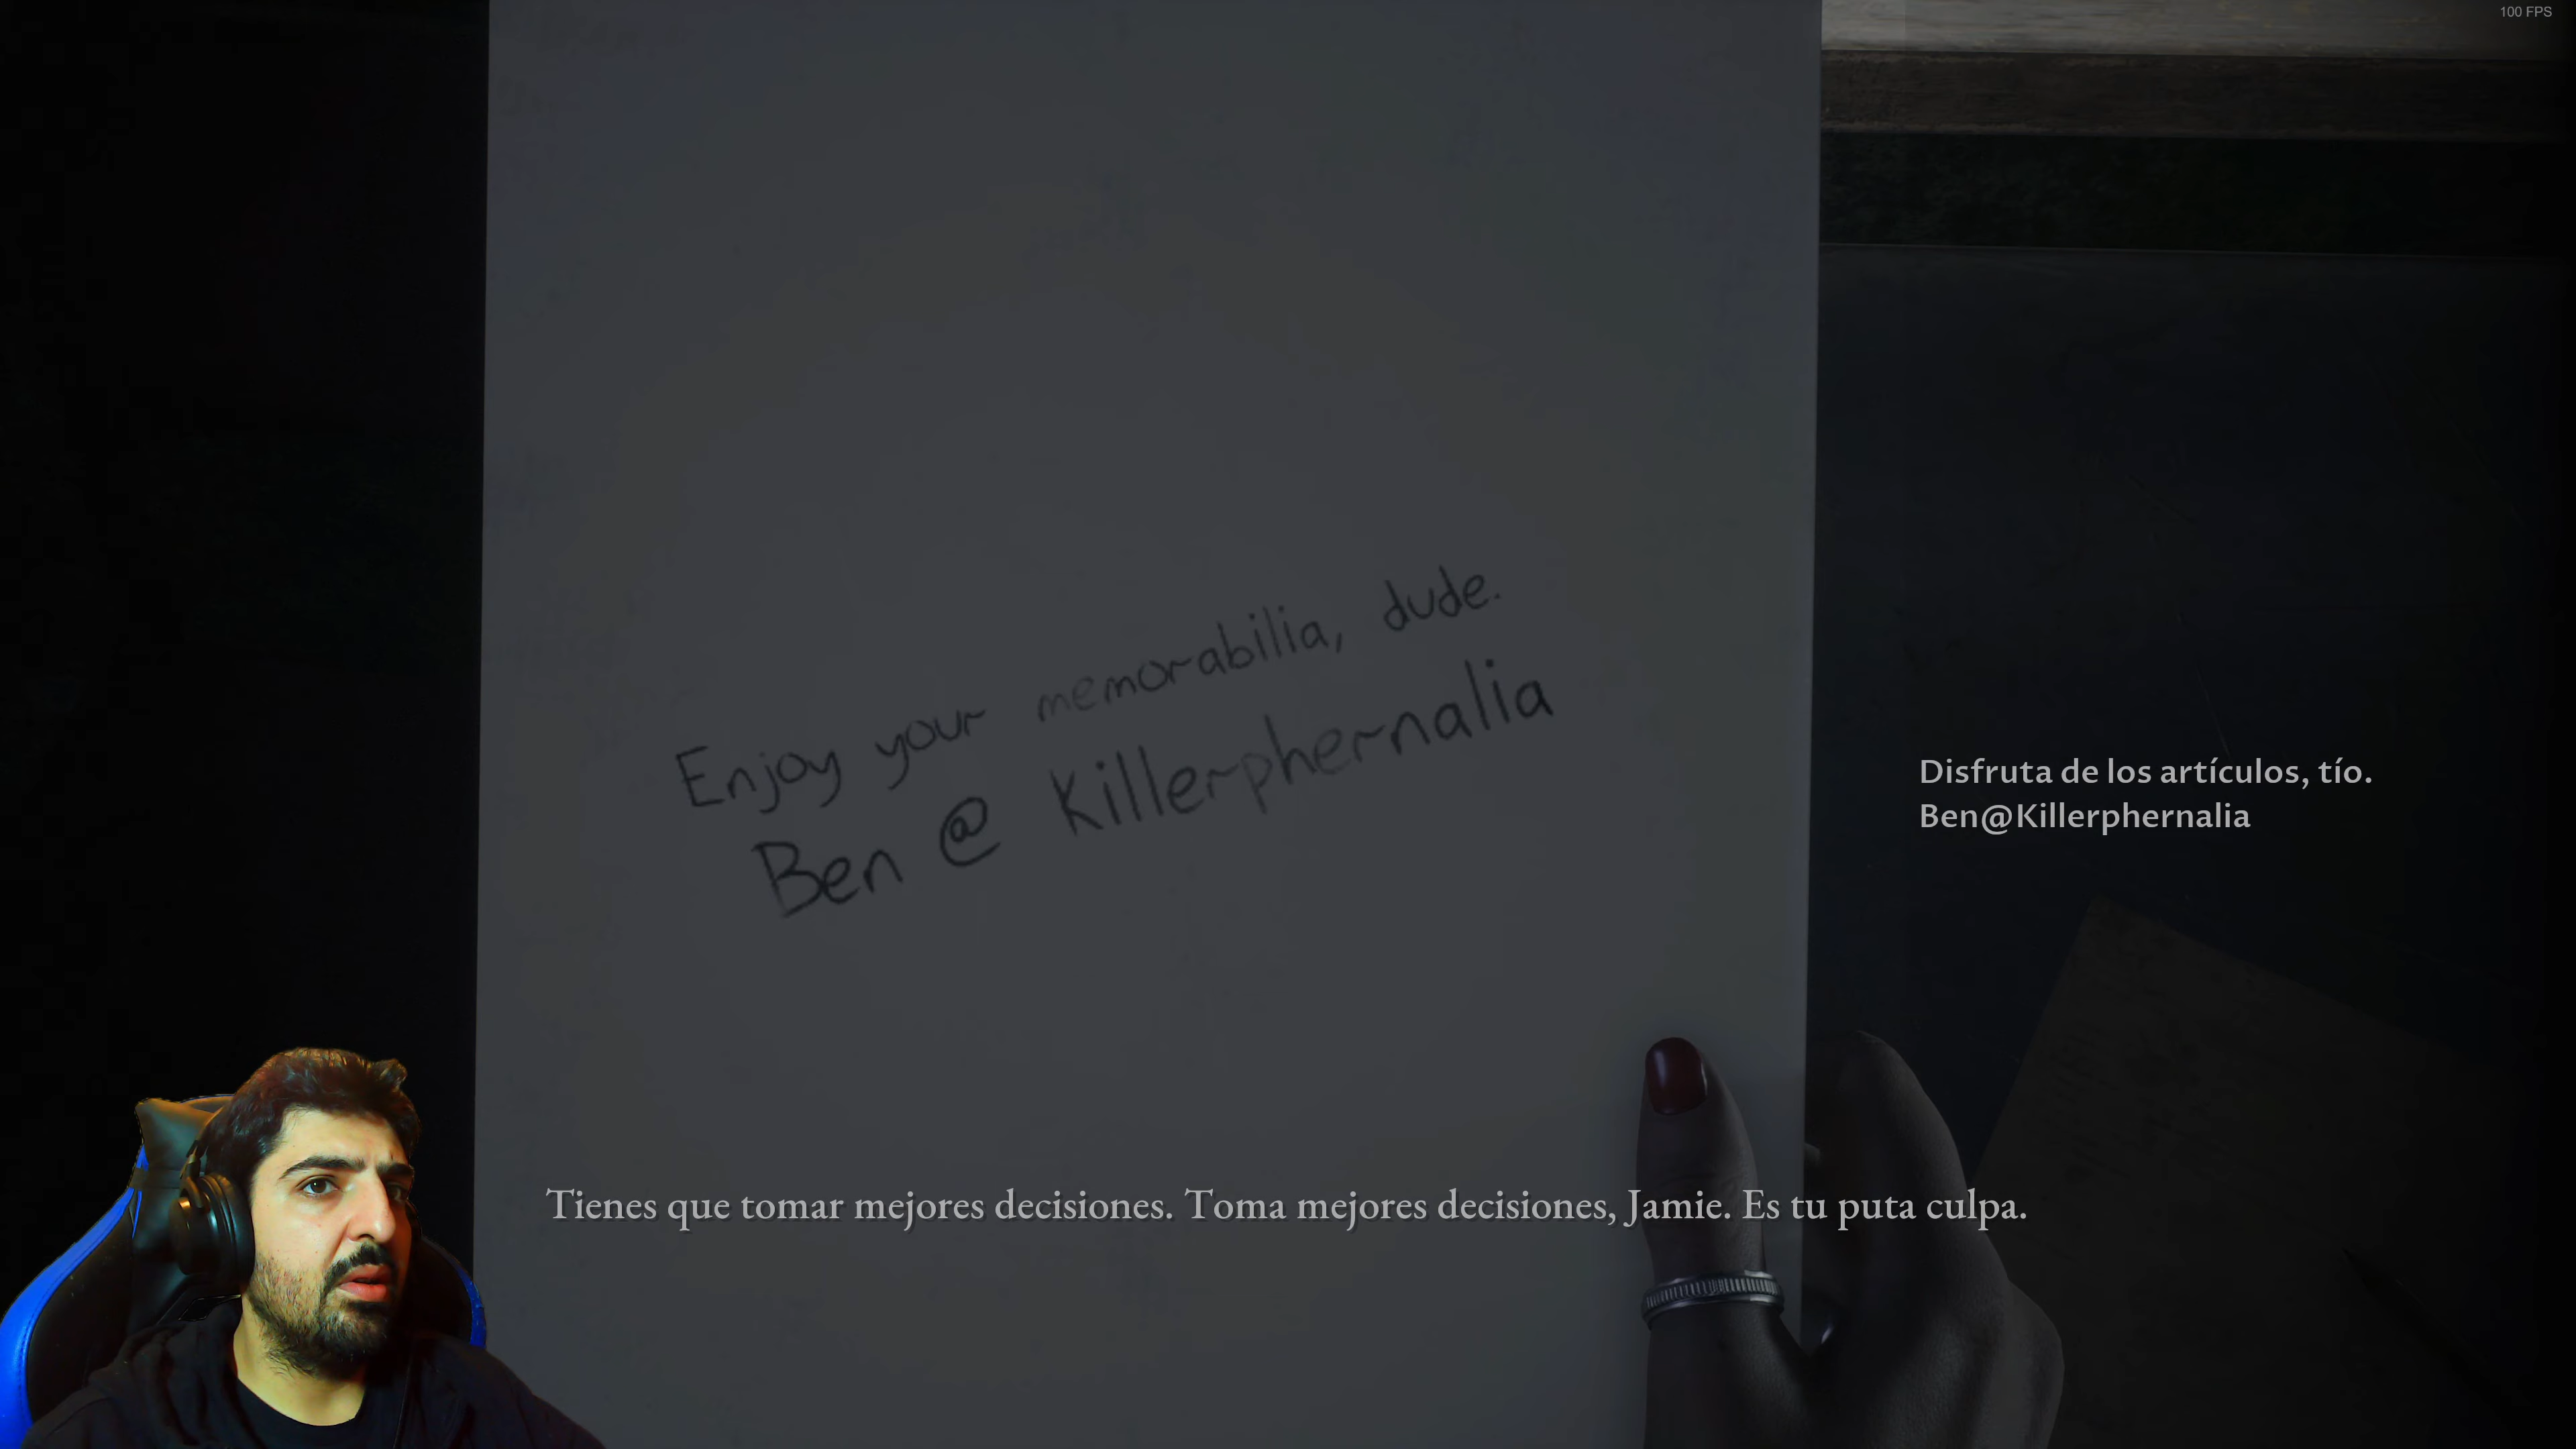 100 FPS
Enjoy your memorabilia, dude.
Ben @ Killerphernalia
Disfruta de los artículos, tío.
Ben@Killerphernalia
Tienes que tomar mejores decisiones. Toma mejores decisiones, Jamie. Es tu puta culpa.